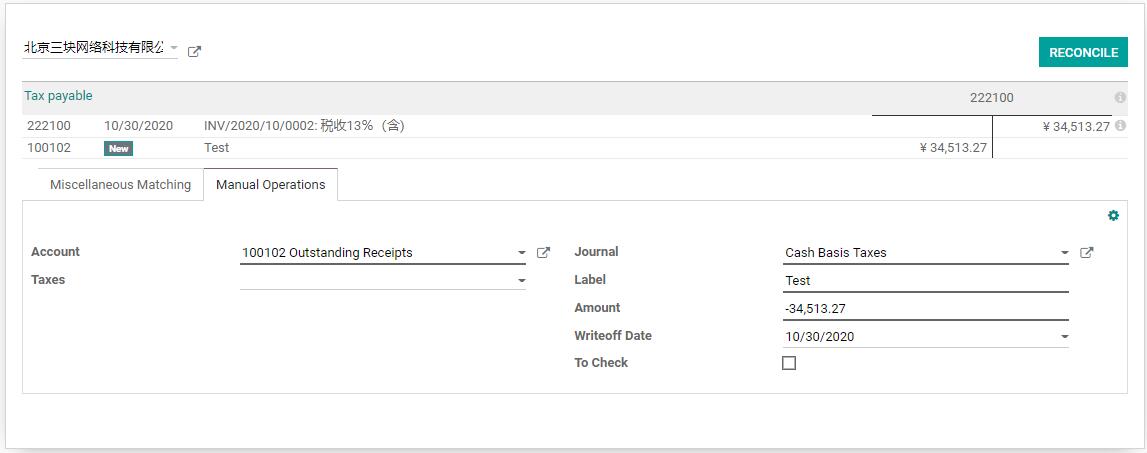 北京三块网络科技有限公
RECONCILE
Tax payable 222100
222100 10/30/2020 INV/2020/10/0002: 税收13% (含) ¥ 34,513.27
100102 New Test ¥ 34,513.27
Miscellaneous Matching Manual Operations
Account 100102 Outstanding Receipts Journal Cash Basis Taxes
Taxes Label Test
Amount -34,513.27
Writeoff Date 10/30/2020
To Check